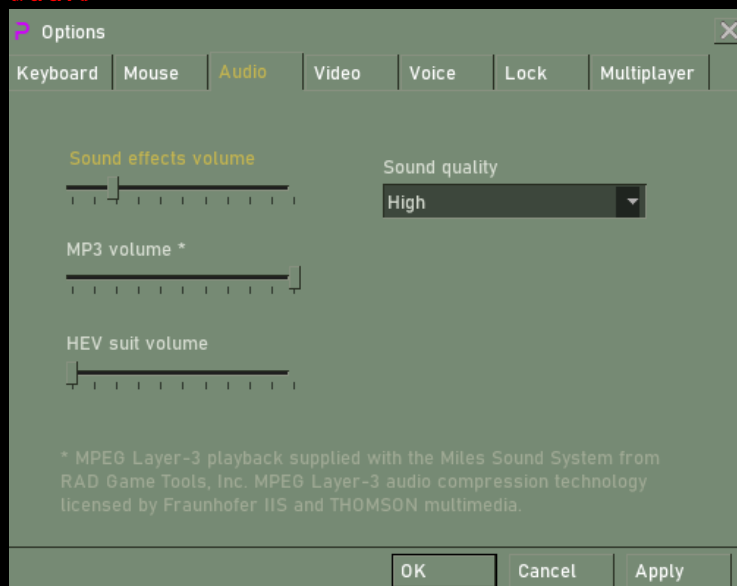 Options
Keyboard Mouse Audio Video Voice Lock Multiplayer
Sound effects volume
Sound quality
High
MP3 volume *
HEV suit volume
* MPEG Layer-3 playback supplied with the Miles Sound System from
RAD Game Tools, Inc. MPEG Layer-3 audio compression technology
licensed by Fraunhofer IIS and THOMSON multimedia.
OK Cancel Apply